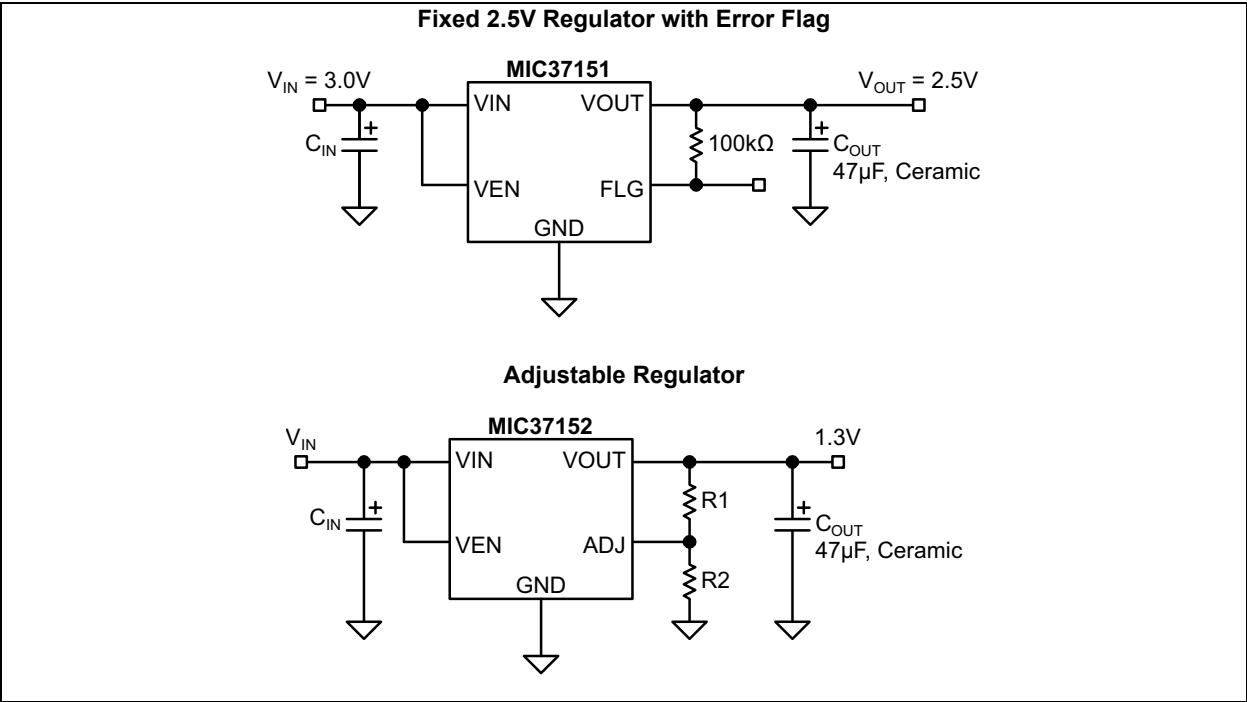 Fixed 2.5V Regulator with Error Flag
MIC37151
VIN = 3.0V
VOUT = 2.5V
VIN
VOUT
CIN
+
100kΩ
+
COUT
47µF, Ceramic
VEN
FLG
GND
Adjustable Regulator
MIC37152
VIN
1.3V
VIN
VOUT
R1
CIN
+
+
COUT
47µF, Ceramic
VEN
ADJ
R2
GND